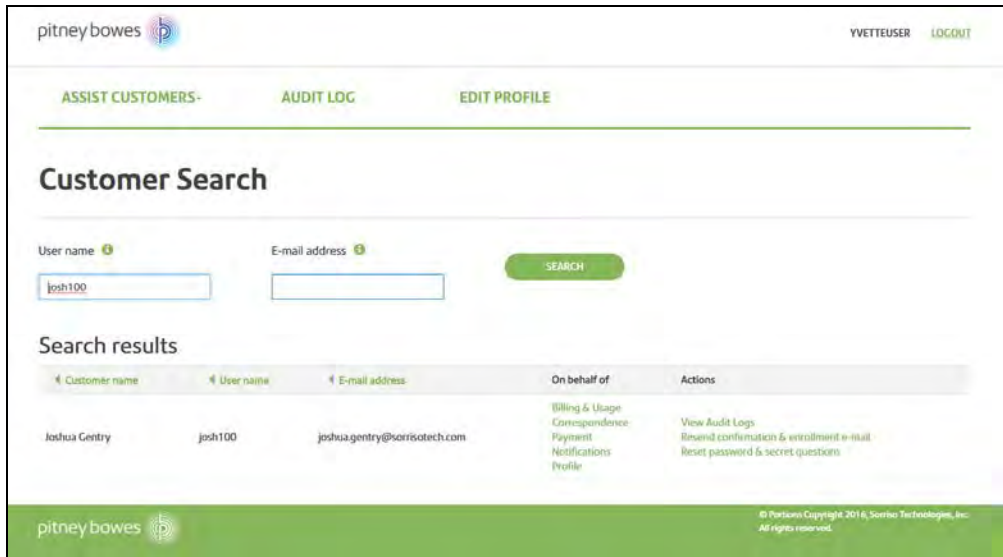 pitney bowes
YVETTEUSER LOGOUT
ASSIST CUSTOMERS- AUDIT LOG EDIT PROFILE
Customer Search
User name E-mail address
SEARCH
josh100
Search results
Customer name User name E-mail address On behalf of Actions
Billing & Usage
Correspondence View Audit Logs
Joshua Gentry josh100 joshua.gentry@sorrisotech.com Payment Resend confirmation & enrollment e-mail
Notifications Reset password & secret questions
Profile
pitney bowes
© Portions Copyright 2016, Sorriso Technologies, Inc.
All rights reserved.